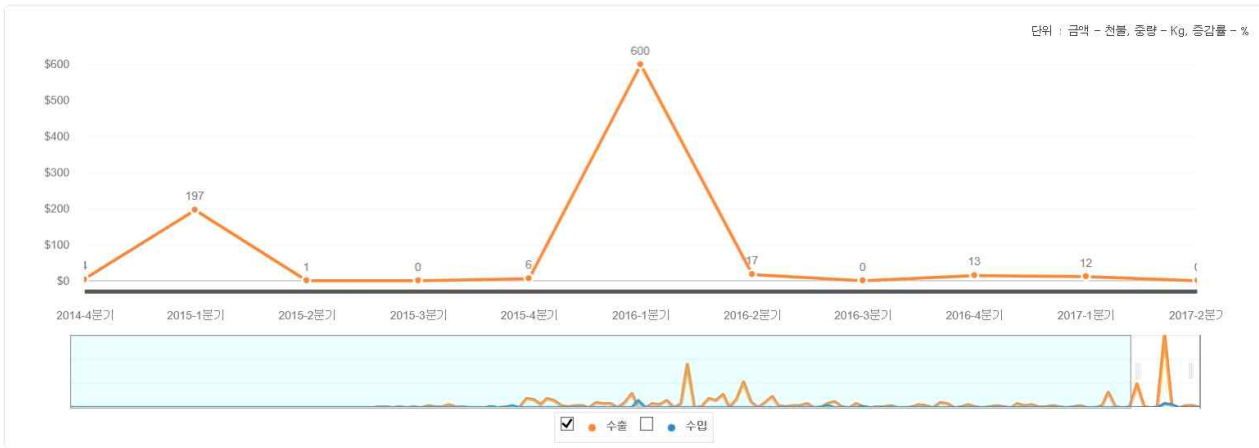 단위 : 금액 - 천불, 중량 - Kg, 증감률 - %
600
$600
$500
$400
$300
197
$200
$100
4
1
0
6
17
0
13
12
0
$0
2014-4분기
2015-1분기
2015-2분기
2015-3분기
2015-4분기
2016-1분기
2016-2분기
2016-3분기
2016-4분기
2017-1분기
2017-2분기
수출
수입